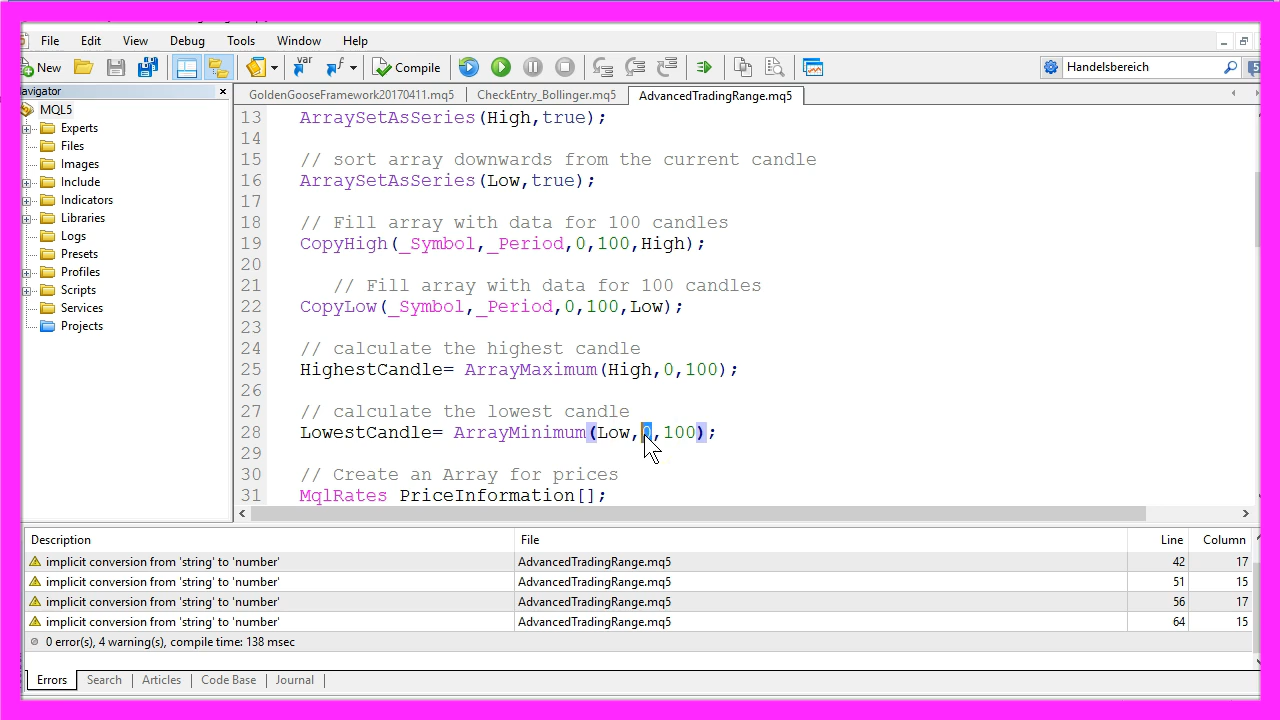 File Edit View Debug Tools Window Help
New Compile Handelsbereich 5
avigator × GoldenGooseFramework20170411.mq5 CheckEntry_Bollinger.mq5 AdvancedTradingRange.mq5
MQL5
Experts
Files
Images
Include
Indicators
Libraries
Logs
Presets
Profiles
Scripts
Services
Projects
13 ArraySetAsSeries(High,true);
14
15 // sort array downwards from the current candle
16 ArraySetAsSeries(Low,true);
17
18 // Fill array with data for 100 candles
19 CopyHigh(_Symbol,_Period,0,100,High);
20
21 // Fill array with data for 100 candles
22 CopyLow(_Symbol,_Period,0,100,Low);
23
24 // calculate the highest candle
25 HighestCandle= ArrayMaximum(High,0,100);
26
27 // calculate the lowest candle
28 LowestCandle= ArrayMinimum(Low,0,100);
29
30 // Create an Array for prices
31 MqlRates PriceInformation[];
Description File Line Column
implicit conversion from 'string' to 'number' AdvancedTradingRange.mq5 42 17
implicit conversion from 'string' to 'number' AdvancedTradingRange.mq5 51 15
implicit conversion from 'string' to 'number' AdvancedTradingRange.mq5 56 17
implicit conversion from 'string' to 'number' AdvancedTradingRange.mq5 64 15
0 error(s), 4 warning(s), compile time: 138 msec
Errors Search Articles Code Base Journal